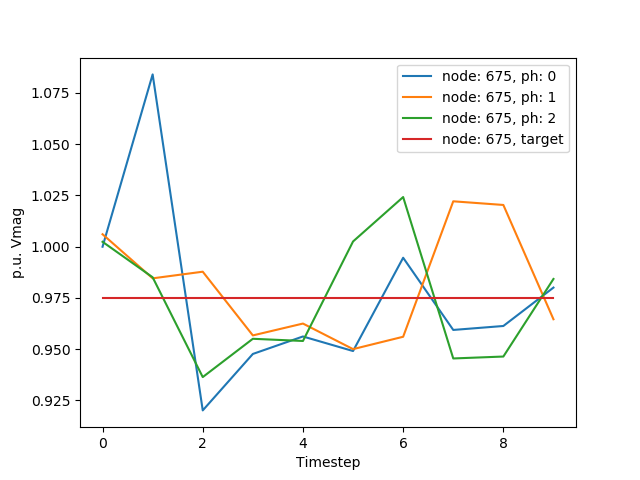 node: 675, ph: 0
node: 675, ph: 1
node: 675, ph: 2
node: 675, target
p.u. Vmag
1.075
1.050
1.025
1.000
0.975
0.950
0.925
0 2 4 6 8
Timestep